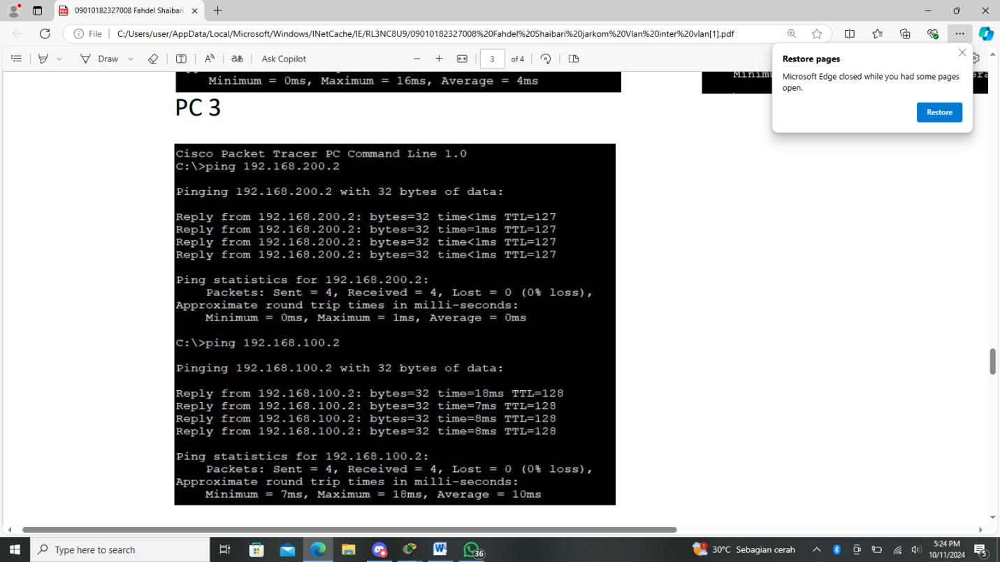 09010182327008 Fahdel Shaibari
File
C:/Users/user/AppData/Local/Microsoft/Windows/INetCache/IE/RL3NC8U9/09010182327008%20Fahdel%20Shaibari%20jarkom%20Vlan%20inter%20vlan[1].pdf
Draw
Ask Copilot
3
of 4
Restore pages
Microsoft Edge closed while you had some pages
open.
Restore
Minimum = 0ms, Maximum = 16ms, Average = 4ms
PC 3
Cisco Packet Tracer PC Command Line 1.0
C:\>ping 192.168.200.2
Pinging 192.168.200.2 with 32 bytes of data:
Reply from 192.168.200.2: bytes=32 time<1ms TTL=127
Reply from 192.168.200.2: bytes=32 time=1ms TTL=127
Reply from 192.168.200.2: bytes=32 time<1ms TTL=127
Reply from 192.168.200.2: bytes=32 time<1ms TTL=127
Ping statistics for 192.168.200.2:
Packets: Sent = 4, Received = 4, Lost = 0 (0% loss),
Approximate round trip times in milli-seconds:
Minimum = 0ms, Maximum = 1ms, Average = 0ms
C:\>ping 192.168.100.2
Pinging 192.168.100.2 with 32 bytes of data:
Reply from 192.168.100.2: bytes=32 time=18ms TTL=128
Reply from 192.168.100.2: bytes=32 time=7ms TTL=128
Reply from 192.168.100.2: bytes=32 time=8ms TTL=128
Reply from 192.168.100.2: bytes=32 time=8ms TTL=128
Ping statistics for 192.168.100.2:
Packets: Sent = 4, Received = 4, Lost = 0 (0% loss),
Approximate round trip times in milli-seconds:
Minimum = 7ms, Maximum = 18ms, Average = 10ms
Type here to search
36
1
30°C Sebagian cerah
5:24 PM
10/11/2024
5